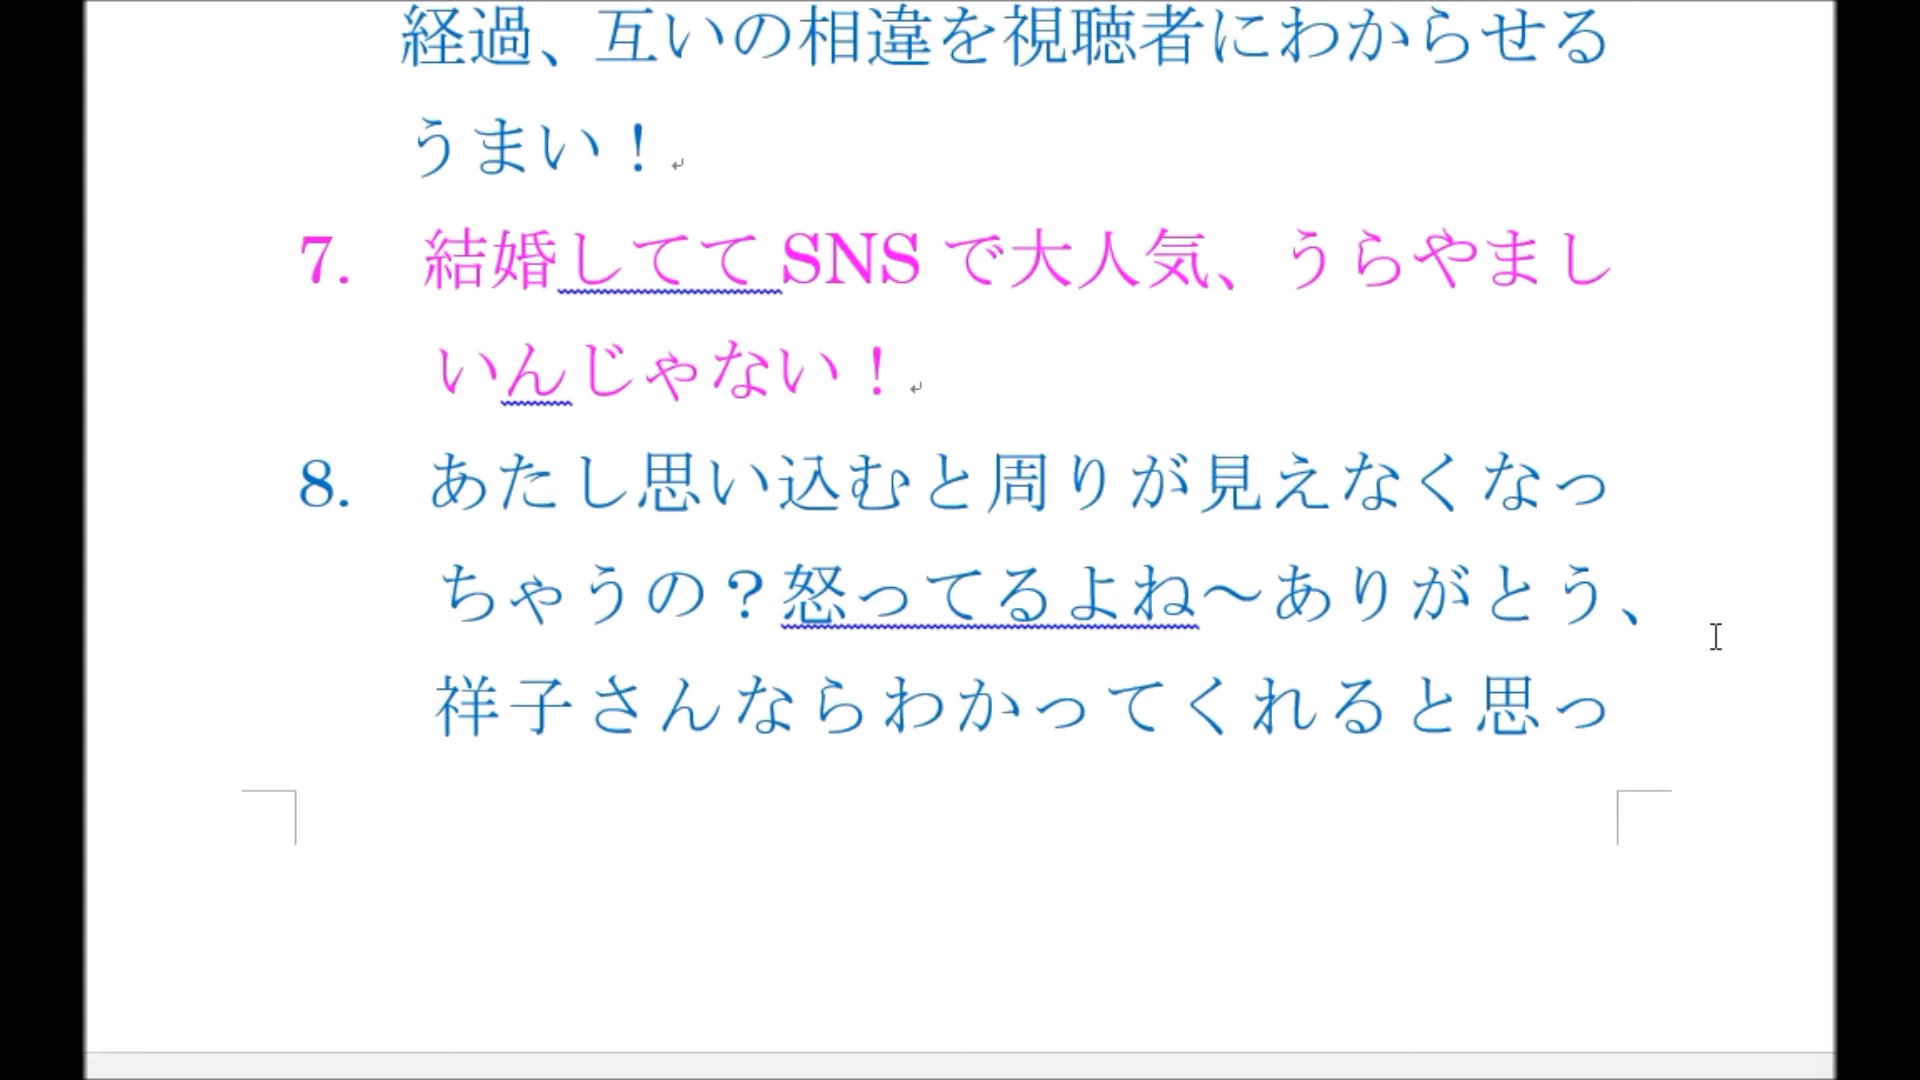 経過、互いの相違を視聴者にわからせる
うまい！
7. 結婚してて SNS で大人気、うらやまし
いんじゃない！
8. あたし思い込むと周りが見えなくなっ
ちゃうの？怒ってるよね～ありがとう、
祥子さんならわかってくれると思っ